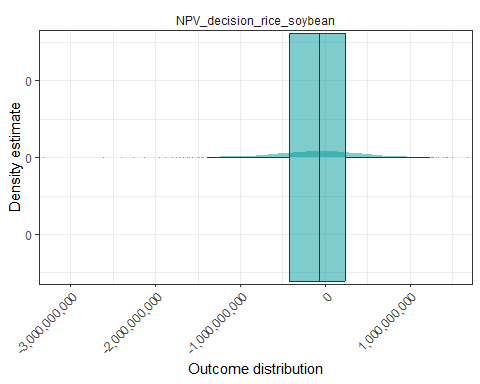 NPV_decision_rice_soybean
Density estimate
0
0
0
-3,000,000,000
-2,000,000,000
-1,000,000,000
0
1,000,000,000
Outcome distribution